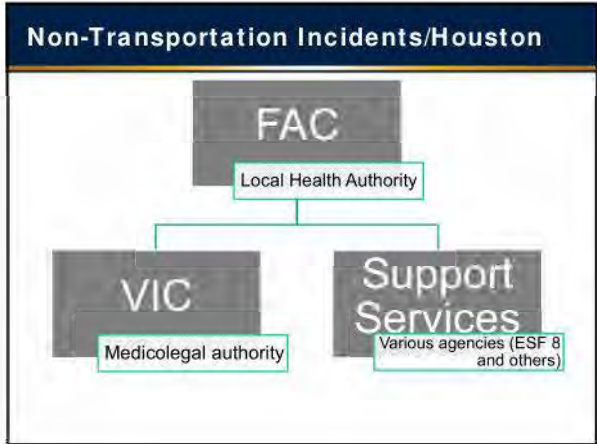 Non-Transportation Incidents/Houston
FAC
Local Health Authority
VIC
Medicolegal authority
Support
Services
Various agencies (ESF 8
and others)